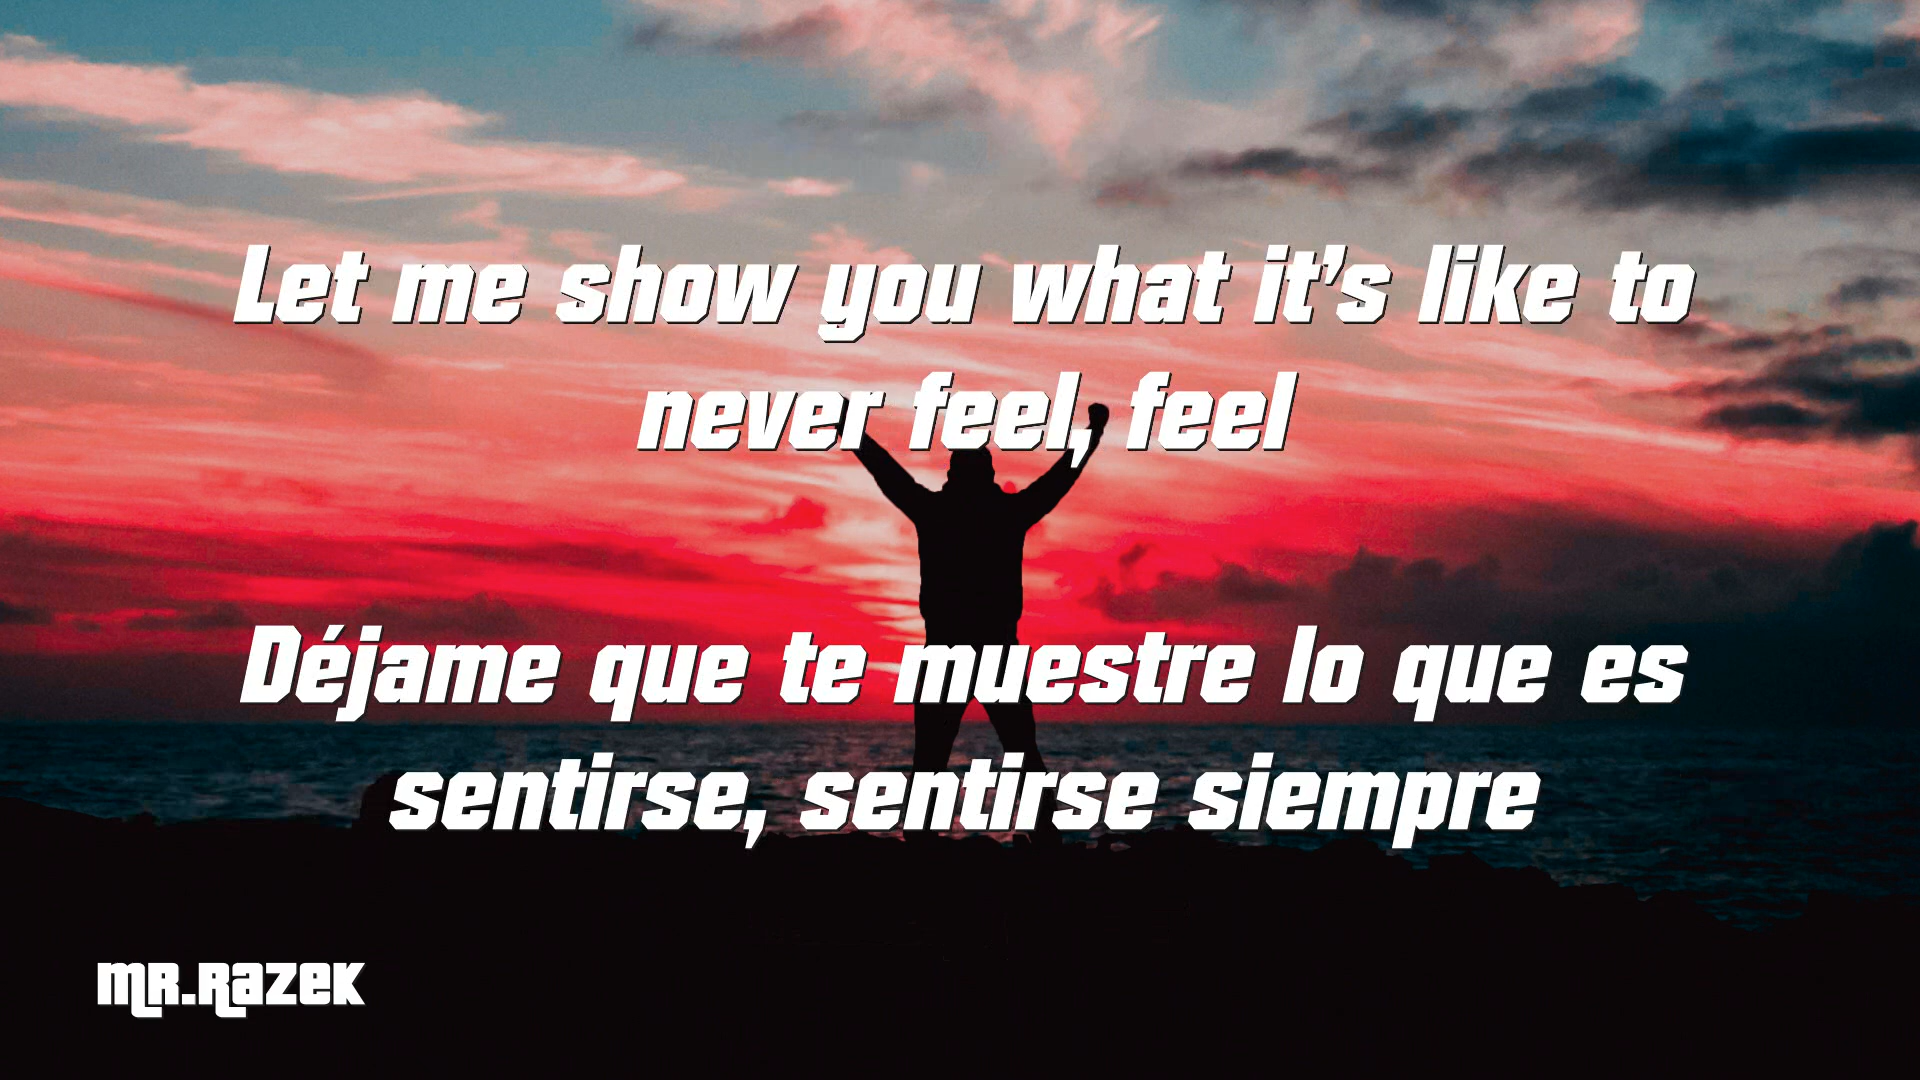 Let me show you what it's like to
never feel, feel
Déjame que te muestre lo que es
sentirse, sentirse siempre
MR.RAZEK